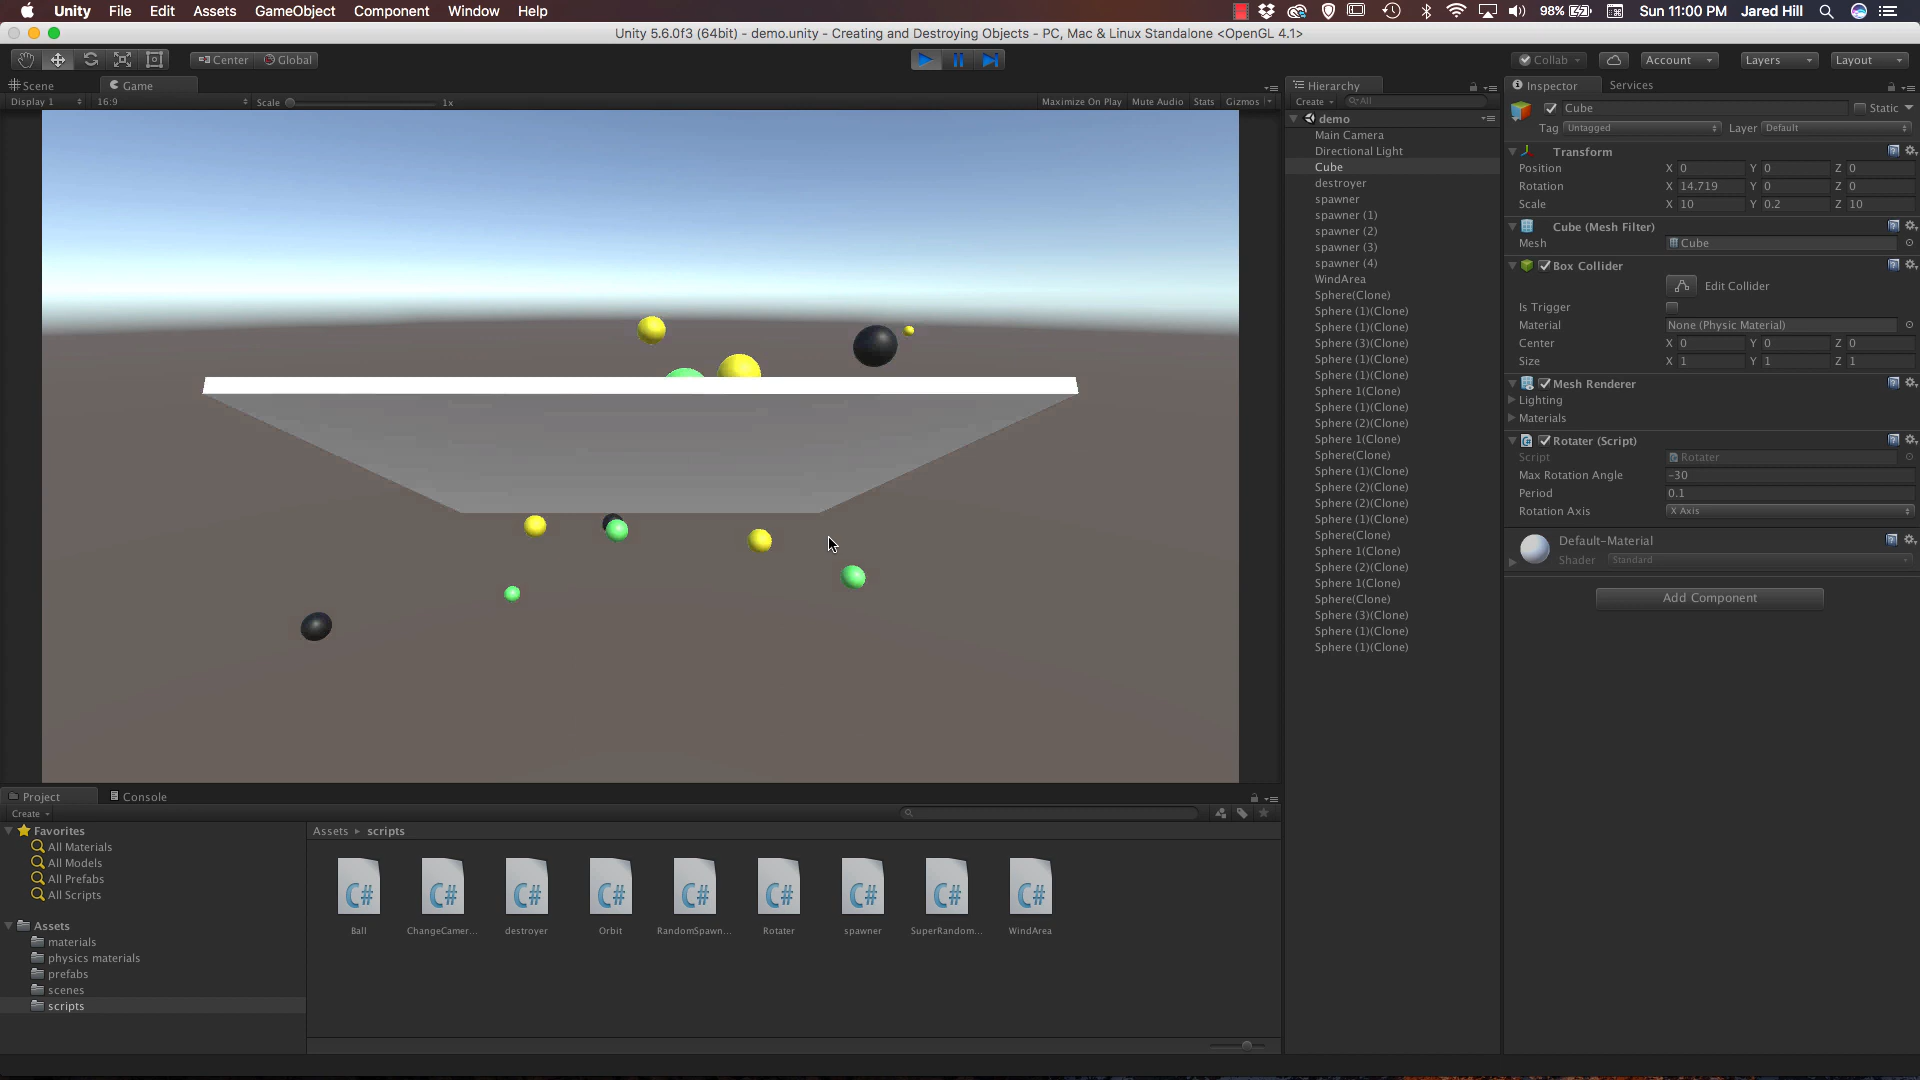 Unity File Edit Assets GameObject Component Window Help 98% Sun 11:00 PM Jared Hill
Unity 5.6.0f3 (64bit) - demo.unity - Creating and Destroying Objects - PC, Mac & Linux Standalone <OpenGL 4.1>
Center Global Collab Account Layers Layout
Scene Game
Display 1 16:9 Scale 1x Maximize On Play Mute Audio Stats Gizmos
Hierarchy
Create All
demo
Main Camera
Directional Light
Cube
destroyer
spawner
spawner (1)
spawner (2)
spawner (3)
spawner (4)
WindArea
Sphere(Clone)
Sphere (1)(Clone)
Sphere (1)(Clone)
Sphere (3)(Clone)
Sphere (1)(Clone)
Sphere (1)(Clone)
Sphere 1(Clone)
Sphere (1)(Clone)
Sphere (2)(Clone)
Sphere 1(Clone)
Sphere(Clone)
Sphere (1)(Clone)
Sphere (2)(Clone)
Sphere (2)(Clone)
Sphere (1)(Clone)
Sphere(Clone)
Sphere 1(Clone)
Sphere (2)(Clone)
Sphere 1(Clone)
Sphere(Clone)
Sphere (3)(Clone)
Sphere (1)(Clone)
Sphere (1)(Clone)
Inspector Services
Cube Static
Tag Untagged Layer Default
Transform
Position X 0 Y 0 Z 0
Rotation X 14.719 Y 0 Z 0
Scale X 10 Y 0.2 Z 10
Cube (Mesh Filter)
Mesh Cube
Box Collider
Edit Collider
Is Trigger
Material None (Physic Material)
Center X 0 Y 0 Z 0
Size X 1 Y 1 Z 1
Mesh Renderer
Lighting
Materials
Rotater (Script)
Script Rotater
Max Rotation Angle -30
Period 0.1
Rotation Axis X Axis
Default-Material
Shader Standard
Add Component
Project Console
Create
Favorites
All Materials
All Models
All Prefabs
All Scripts
Assets
materials
physics materials
prefabs
scenes
scripts
Assets scripts
C# C# C# C# C# C# C# C# C#
Ball ChangeCamer... destroyer Orbit RandomSpawn... Rotater spawner SuperRandom... WindArea